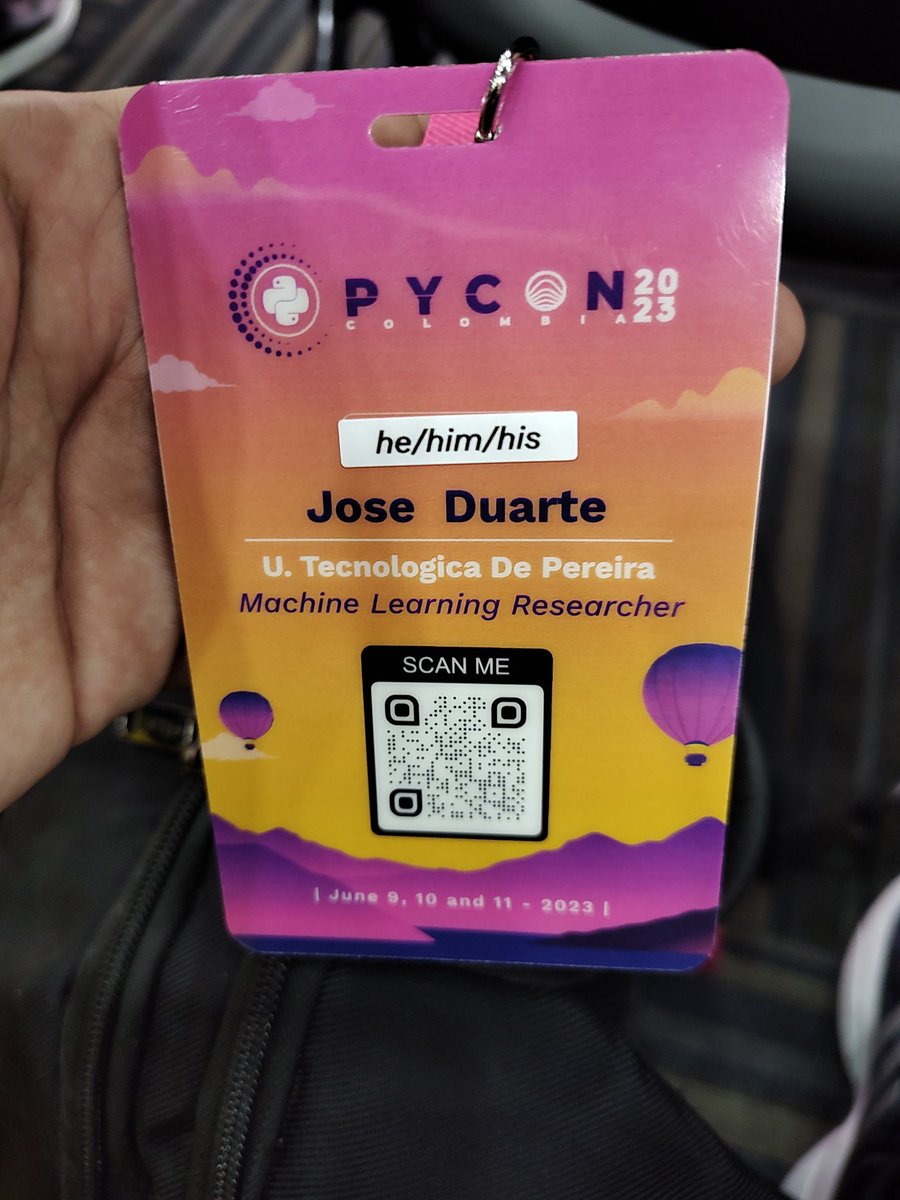 PYCON 2023
COLOMBIA
he/him/his
Jose Duarte
U. Tecnologica De Pereira
Machine Learning Researcher
SCAN ME
| June 9, 10 and 11 - 2023 |